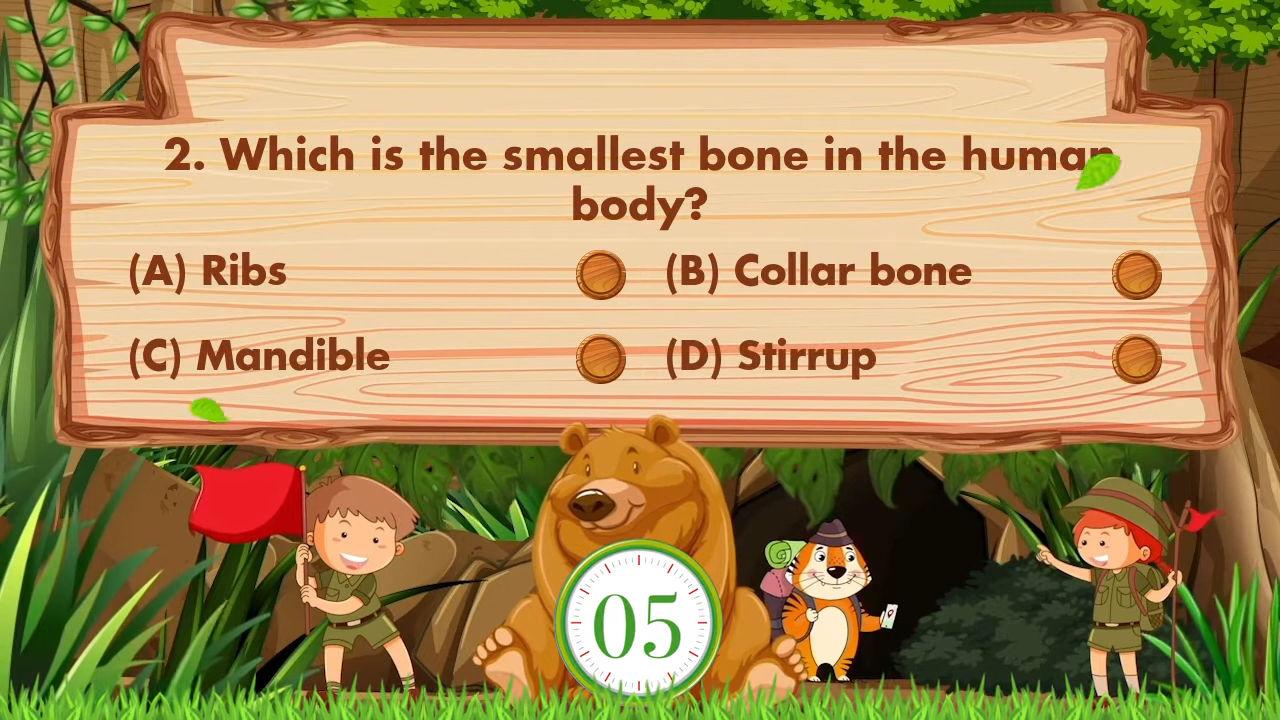 2. Which is the smallest bone in the human
body?
(A) Ribs
(B) Collar bone
(C) Mandible
(D) Stirrup
05